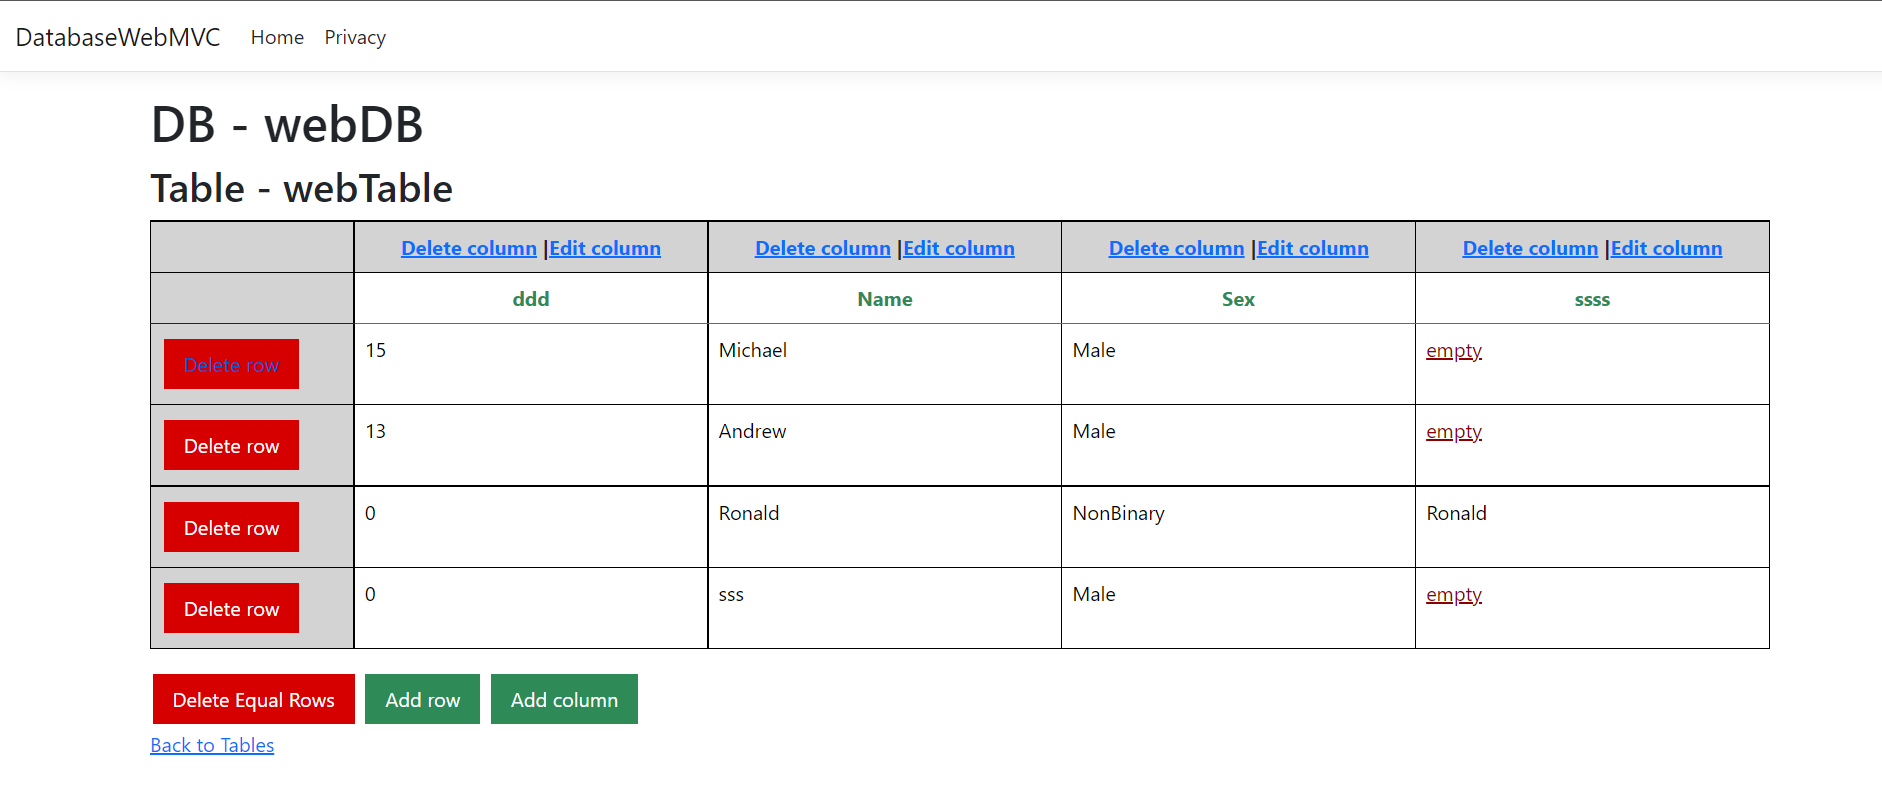 DatabaseWebMVC Home Privacy
DB - webDB
Table - webTable
Delete column |Edit column Delete column |Edit column Delete column |Edit column Delete column |Edit column
ddd Name Sex ssss
Delete row 15 Michael Male empty
Delete row 13 Andrew Male empty
Delete row 0 Ronald NonBinary Ronald
Delete row 0 sss Male empty
Delete Equal Rows Add row Add column
Back to Tables